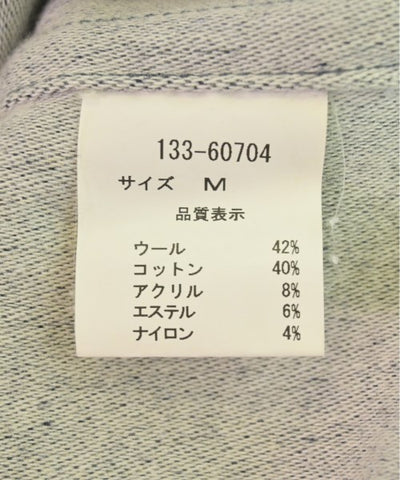 133-60704
サイズ M
品質表示
ウール 42%
コットン 40%
アクリル 8%
エステル 6%
ナイロン 4%